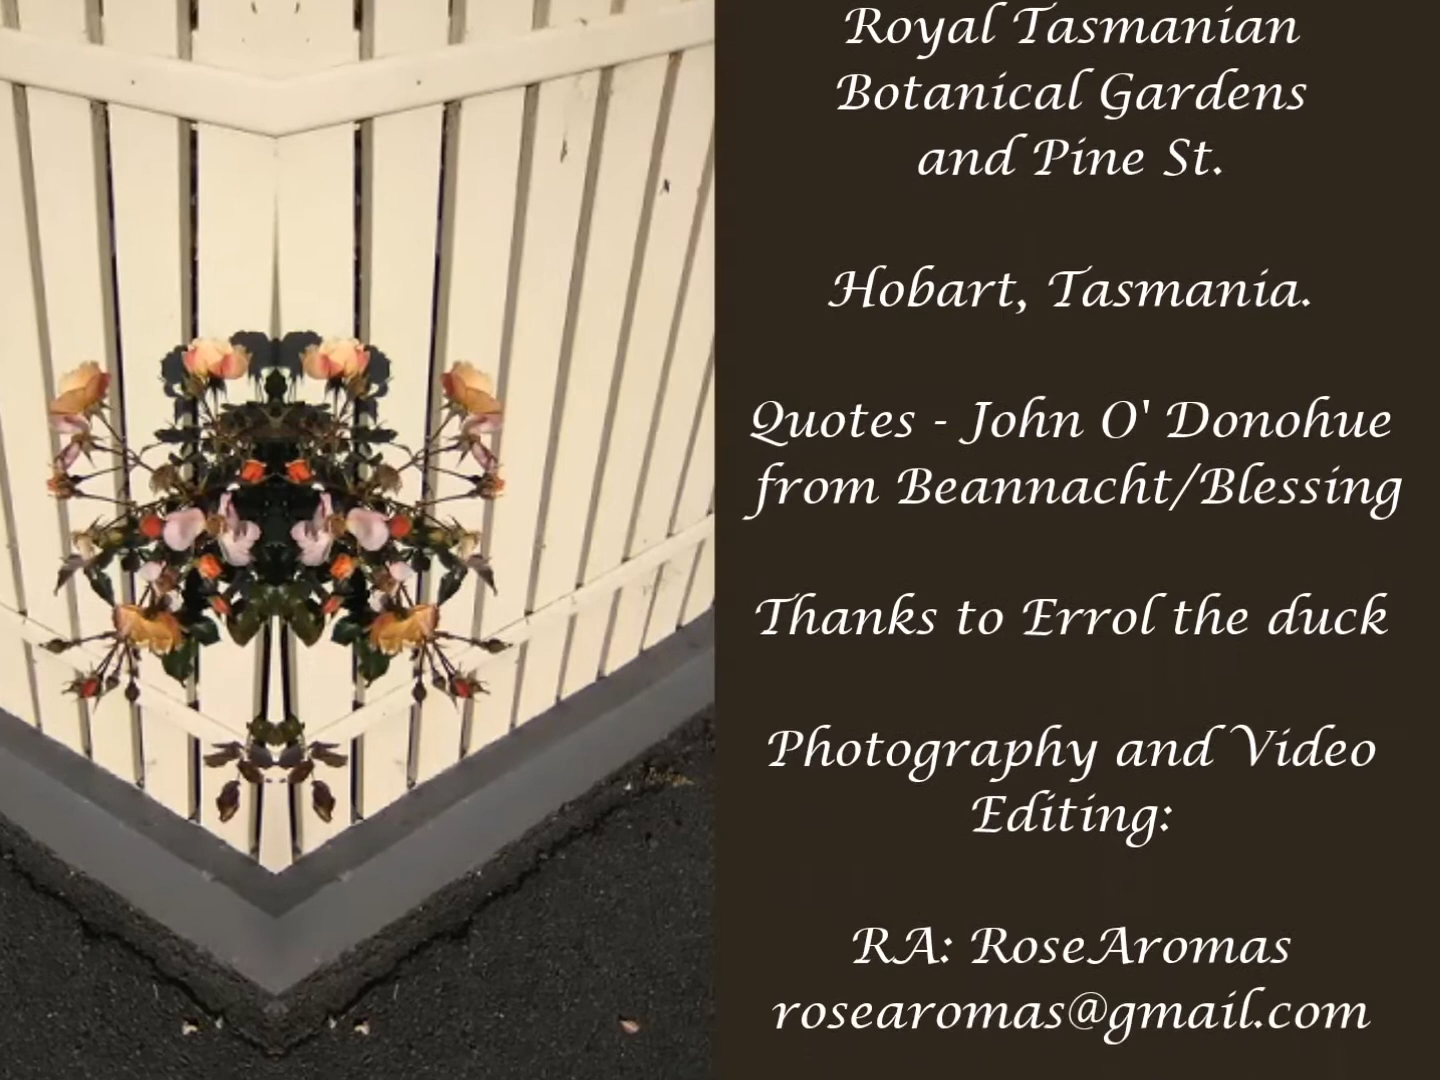 Royal Tasmanian
Botanical Gardens
and Pine St.
Hobart, Tasmania.
Quotes - John O' Donohue
from Beannacht/Blessing
Thanks to Errol the duck
Photography and Video
Editing:
RA: RoseAromas
rosearomas@gmail.com